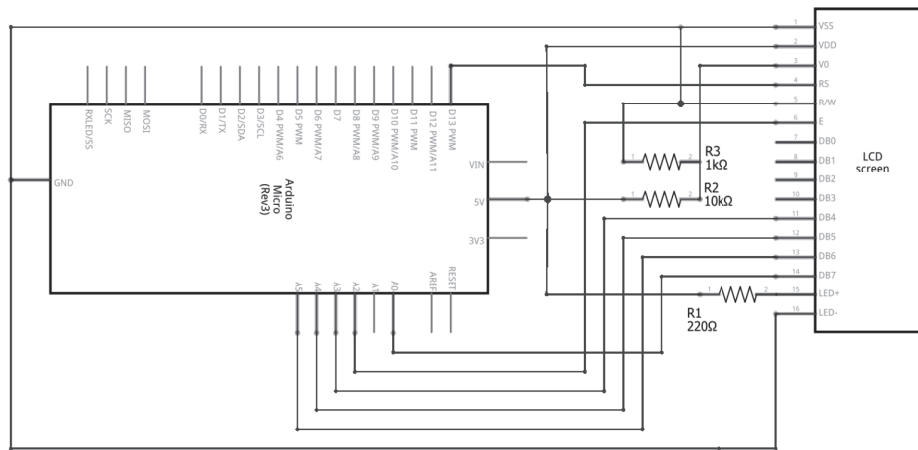 1 VSS
2 VDD
3 V0
4 RS
5 R/W
6 E
7 DB0
8 DB1
9 DB2
10 DB3
11 DB4
12 DB5
13 DB6
14 DB7
15 LED+
16 LED-
LCD
screen
RXLED/SS
SCK
MISO
MOSI
D0/RX
D1/TX
D2/SDA
D3/SCL
D4 PWM/A6
D5 PWM
D6 PWM/A7
D7
D8 PWM/A8
D9 PWM/A9
D10 PWM/A10
D11 PWM
D12 PWM/A11
D13 PWM
GND
Arduino
Micro
(Rev3)
VIN
5V
3V3
A5
A4
A3
A2
A1
A0
AREF
RESET
1 2
R3
1kΩ
1 2
R2
10kΩ
1 2
R1
220Ω